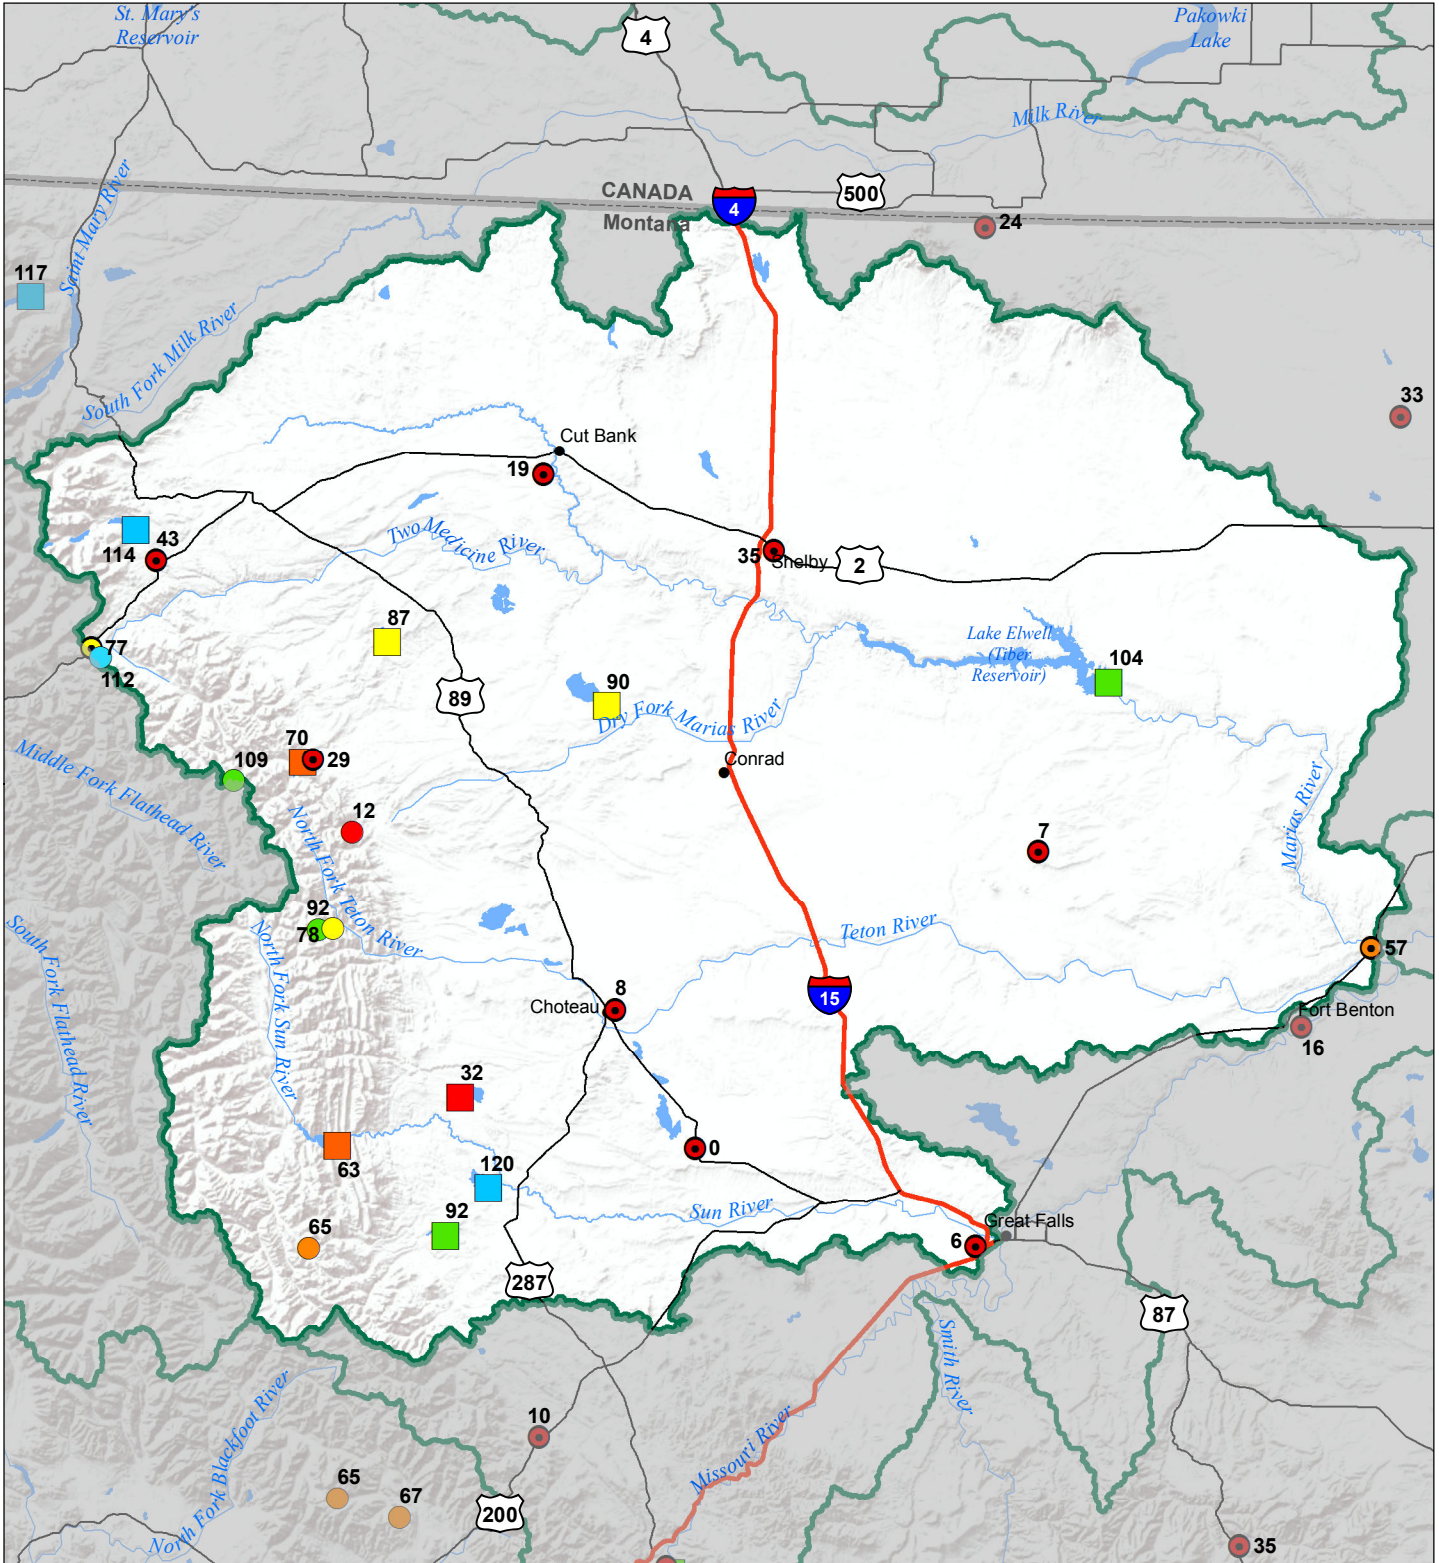 St. Mary's
Reservoir
4
Pakowki
Lake
Milk River
CANADA
Montana
4
500
24
Saint Mary River
117
South Fork Milk River
33
Cut Bank
19
Two Medicine River
114
43
35
Shelby
2
87
77
112
Lake Elwell
(Tiber
Reservoir)
104
89
90
Dry Fork Marias River
Middle Fork Flathead River
109
70
29
Conrad
12
North Fork Teton River
7
Marias River
92
78
South Fork Flathead River
North Fork Sun River
Teton River
57
8
Choteau
15
Fort Benton
16
32
63
0
120
Sun River
92
65
Great Falls
6
287
87
Smith River
North Fork Blackfoot River
10
Missouri River
65
67
200
35